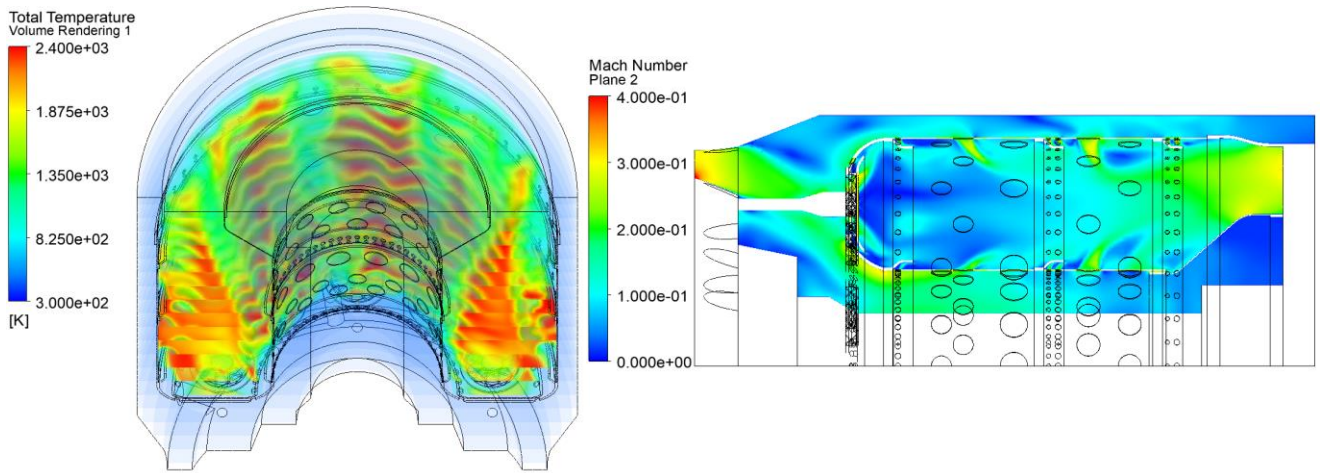 Total Temperature
Volume Rendering 1
2.400e+03
1.875e+03
1.350e+03
8.250e+02
3.000e+02
[K]
Mach Number
Plane 2
4.000e-01
3.000e-01
2.000e-01
1.000e-01
0.000e+00